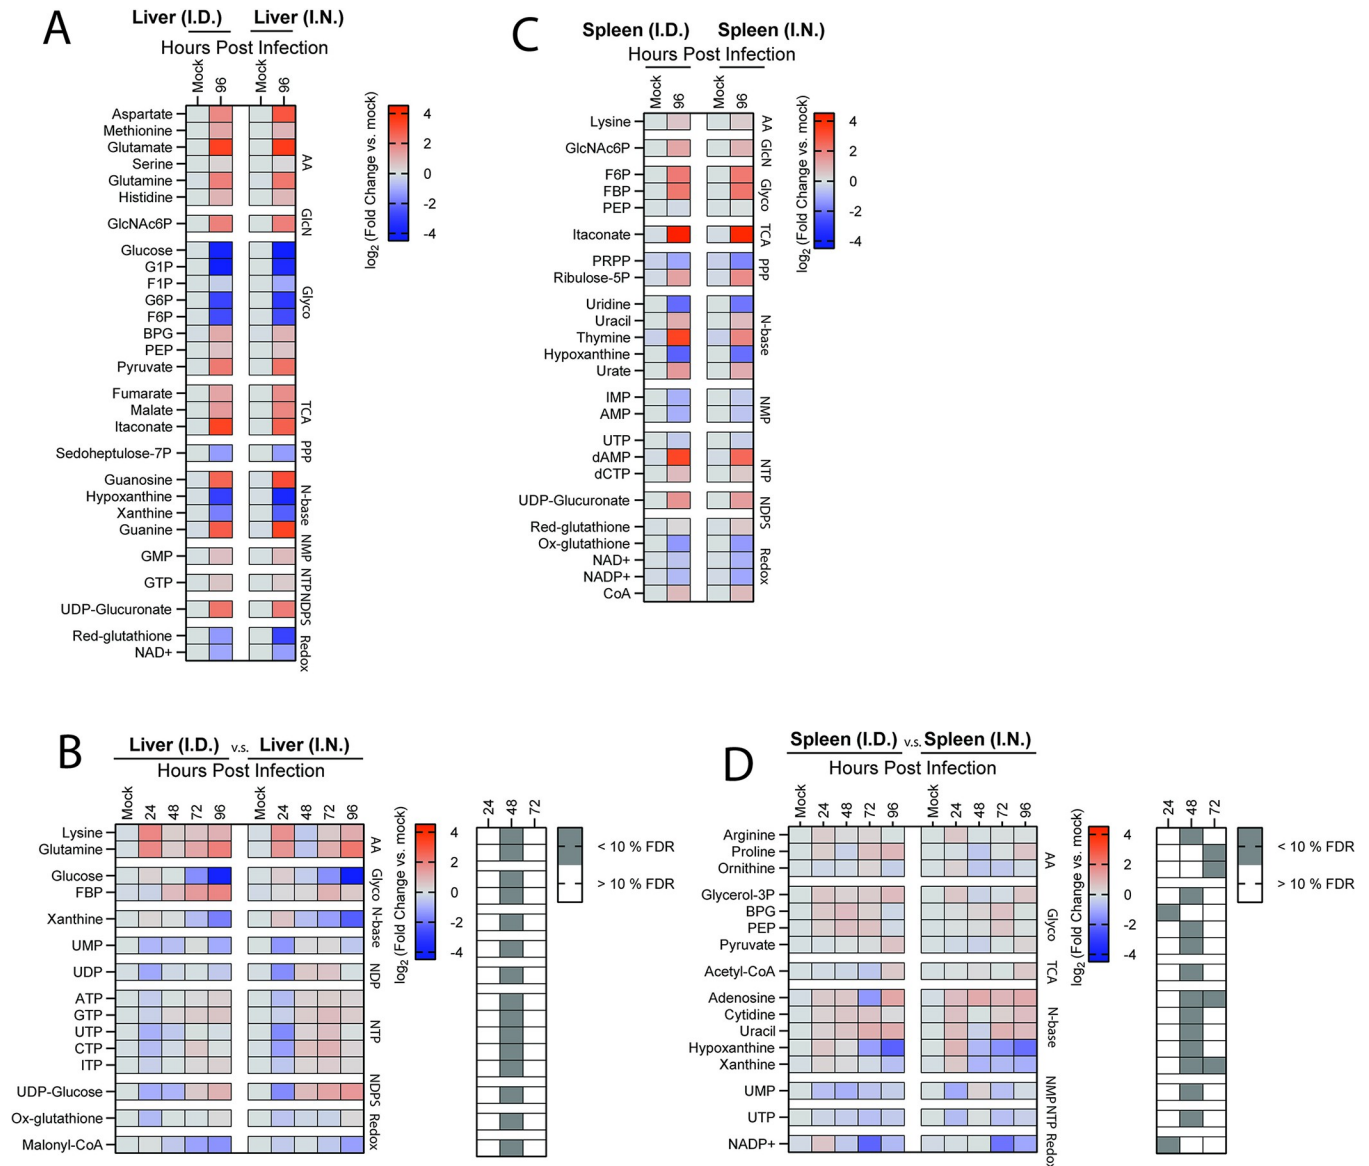 A
Liver (I.D.) Liver (I.N.)
Hours Post Infection
Mock 96 Mock 96
Aspartate
Methionine
Glutamate
Serine
Glutamine
Histidine
AA
GlcNAc6P
GlcN
Glucose
G1P
F1P
G6P
F6P
BPG
PEP
Pyruvate
Glyco
Fumarate
Malate
Itaconate
TCA
Sedoheptulose-7P
PPP
Guanosine
Hypoxanthine
Xanthine
Guanine
N-base
GMP
NMP
GTP
NTP
UDP-Glucuronate
NDPS
Red-glutathione
NAD+
Redox
log2 (Fold Change vs. mock)
4
2
0
-2
-4
C
Spleen (I.D.) Spleen (I.N.)
Hours Post Infection
Mock 96 Mock 96
Lysine
AA
GlcNAc6P
GlcN
F6P
FBP
PEP
Glyco
Itaconate
TCA
PRPP
Ribulose-5P
PPP
Uridine
Uracil
Thymine
Hypoxanthine
Urate
N-base
IMP
AMP
NMP
UTP
dAMP
dCTP
NTP
UDP-Glucuronate
NDPS
Red-glutathione
Ox-glutathione
NAD+
NADP+
CoA
Redox
log2 (Fold Change vs. mock)
4
2
0
-2
-4
B
Liver (I.D.) v.s. Liver (I.N.)
Hours Post Infection
Mock 24 48 72 96 Mock 24 48 72 96
Lysine
Glutamine
AA
Glucose
FBP
Glyco
Xanthine
N-base
UMP
UDP
NDP
ATP
GTP
UTP
CTP
ITP
NTP
UDP-Glucose
NDPS
Ox-glutathione
Redox
Malonyl-CoA
log2 (Fold Change vs. mock)
4
2
0
-2
-4
24 48 72
< 10 % FDR
> 10 % FDR
D
Spleen (I.D.) v.s. Spleen (I.N.)
Hours Post Infection
Mock 24 48 72 96 Mock 24 48 72 96
Arginine
Proline
Ornithine
AA
Glycerol-3P
BPG
PEP
Pyruvate
Glyco
Acetyl-CoA
TCA
Adenosine
Cytidine
Uracil
Hypoxanthine
Xanthine
N-base
UMP
NMP
UTP
NTP
NADP+
Redox
log2 (Fold Change vs. mock)
4
2
0
-2
-4
24 48 72
< 10 % FDR
> 10 % FDR